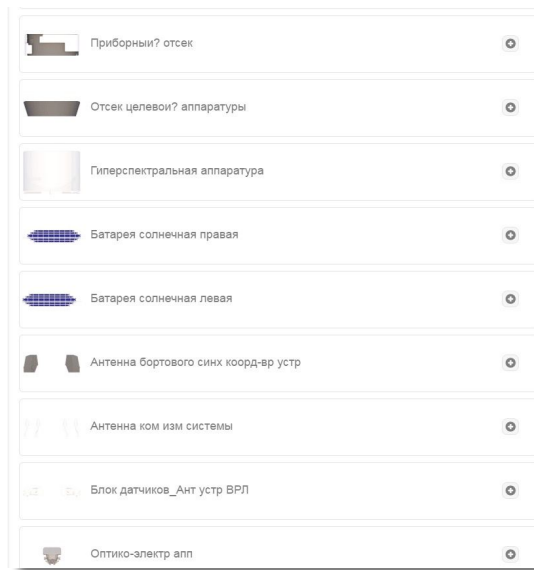 Приборныи? отсек
Отсек целевои? аппаратуры
Гиперспектральная аппаратура
Батарея солнечная правая
Батарея солнечная левая
Антенна бортового синх коорд-вр устр
Антенна ком изм системы
Блок датчиков_Ант устр ВРЛ
Оптико-электр апп